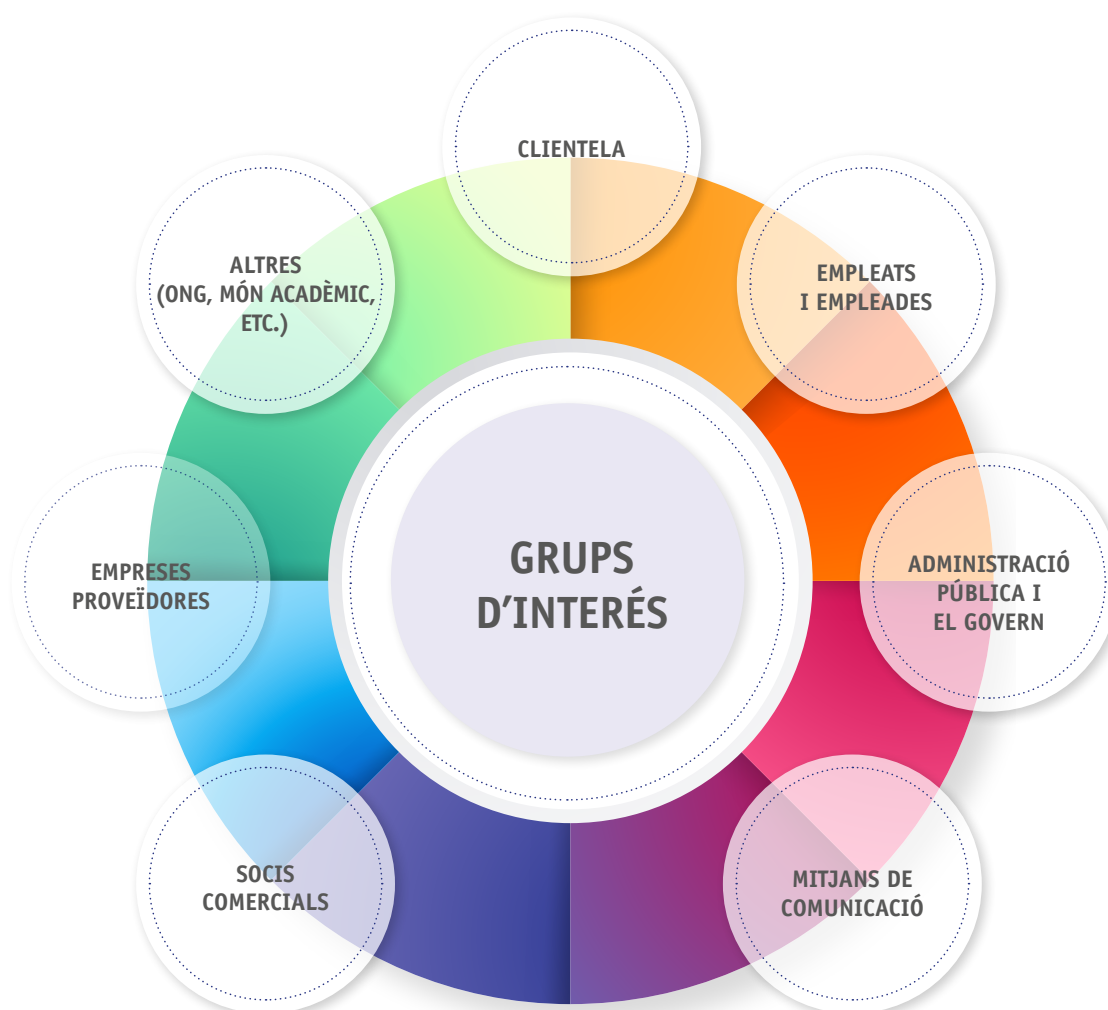 CLIENTELA
EMPLEATS
I EMPLEADES
ADMINISTRACIÓ
PÚBLICA I
EL GOVERN
MITJANS DE
COMUNICACIÓ
SOCIS
COMERCIALS
EMPRESES
PROVEÏDORES
ALTRES
(ONG, MÓN ACADÈMIC,
ETC.)
GRUPS
D’INTERÉS